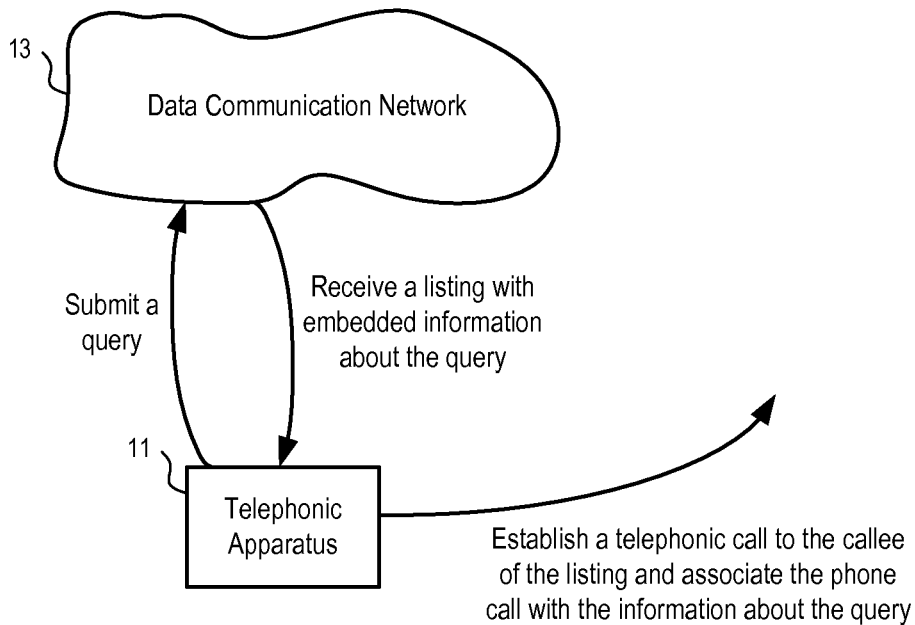 13
Data Communication Network
Submit a
query
Receive a listing with
embedded information
about the query
11
Telephonic
Apparatus
Establish a telephonic call to the callee
of the listing and associate the phone
call with the information about the query